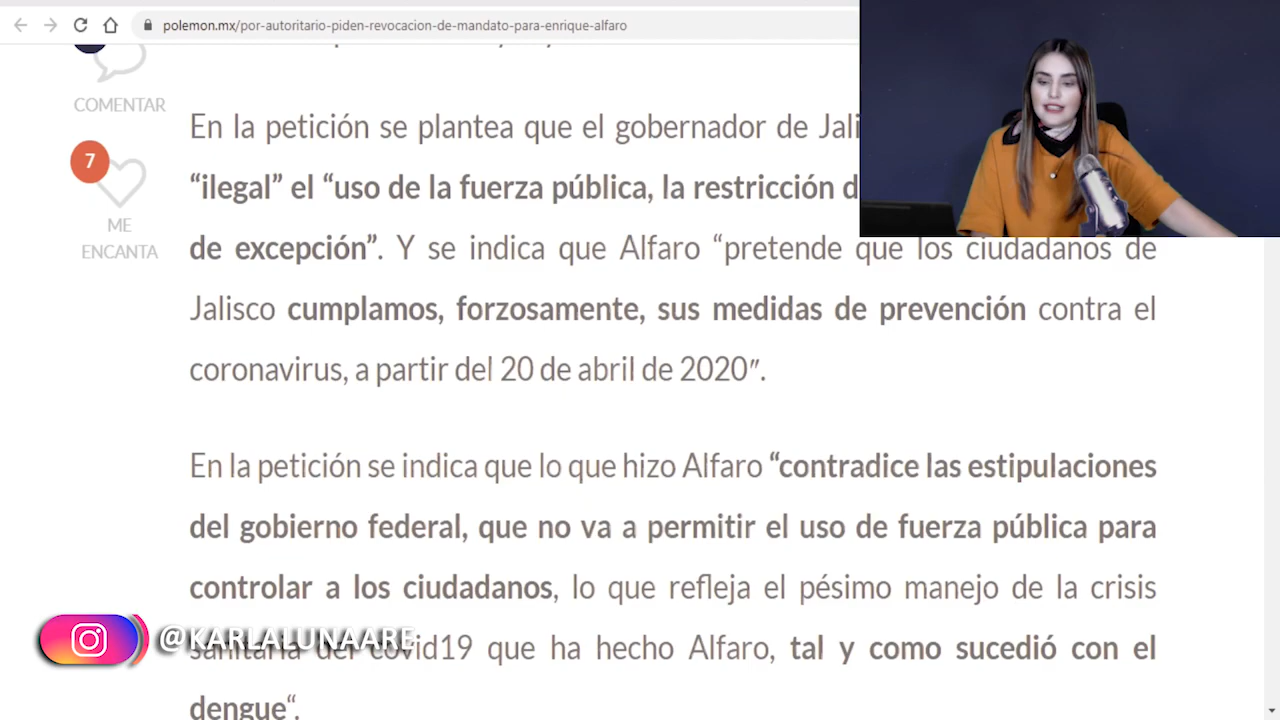 polemon.mx/por-autoritario-piden-revocacion-de-mandato-para-enrique-alfaro
COMENTAR
7
ME
ENCANTA
En la petición se plantea que el gobernador de
“ilegal” el “uso de la fuerza pública, la restricción
de excepción”. Y se indica que Alfaro “pretende que los ciudadanos de
Jalisco cumplamos, forzosamente, sus medidas de prevención contra el
coronavirus, a partir del 20 de abril de 2020″.
En la petición se indica que lo que hizo Alfaro “contradice las estipulaciones
del gobierno federal, que no va a permitir el uso de fuerza pública para
controlar a los ciudadanos, lo que refleja el pésimo manejo de la crisis
sanitaria del covid19 que ha hecho Alfaro, tal y como sucedió con el
dengue“.
@KARLALUNAARE